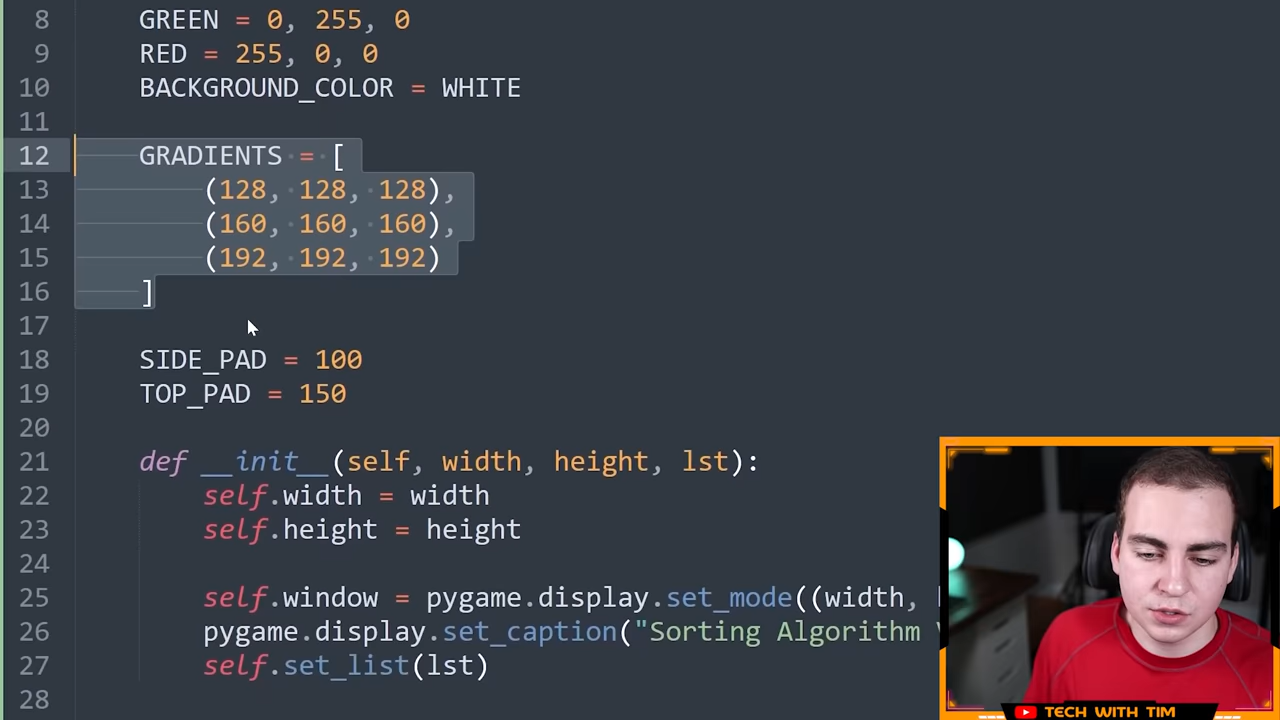 8 GREEN = 0, 255, 0
9 RED = 255, 0, 0
10 BACKGROUND_COLOR = WHITE
11
12 GRADIENTS = [
13 (128, 128, 128),
14 (160, 160, 160),
15 (192, 192, 192)
16 ]
17
18 SIDE_PAD = 100
19 TOP_PAD = 150
20
21 def __init__(self, width, height, lst):
22 self.width = width
23 self.height = height
24
25 self.window = pygame.display.set_mode((width,
26 pygame.display.set_caption("Sorting Algorithm
27 self.set_list(lst)
28
TECH WITH TIM